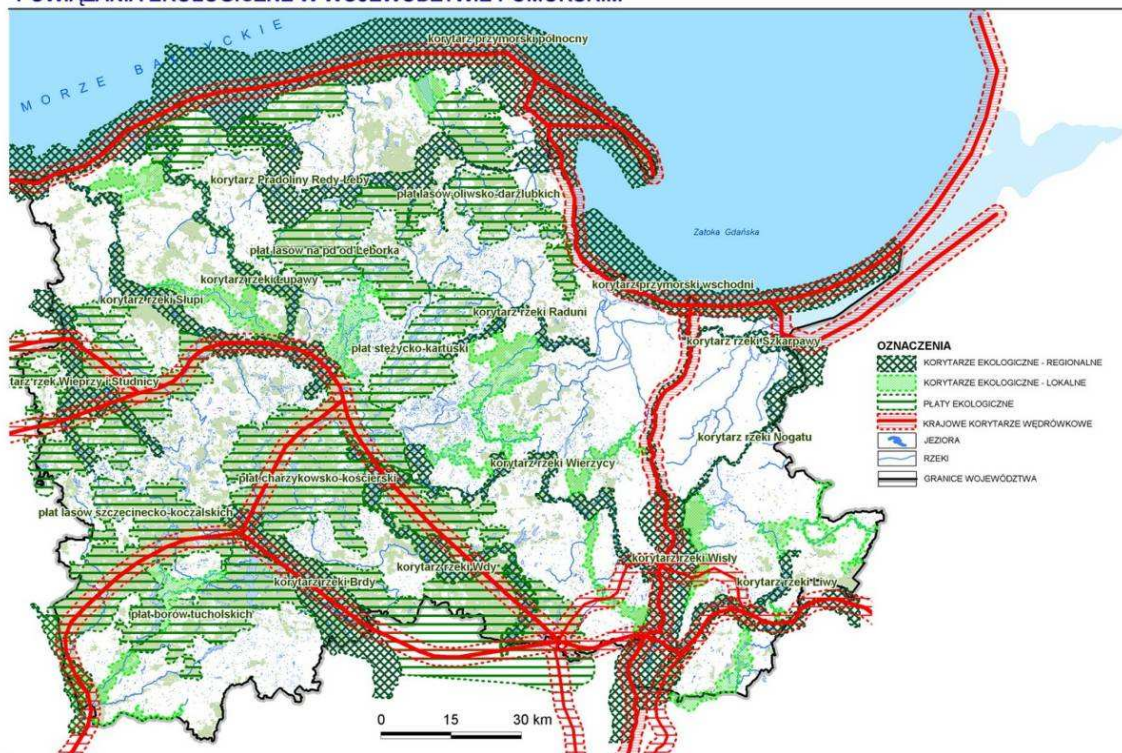 MORZE BAŁTYCKIE
korytarz przymorski północny
korytarz Pradoliny Redy-Łeby
płat lasów oliwsko-darżlubkich
Zatoka Gdańska
płat lasów na pd od Lęborka
korytarz rzeki Łupawy
korytarz przymorski wschodni
korytarz rzeki Słupi
korytarz rzeki Raduni
korytarz rzeki Szkarpawy
płat stężycko-kartuski
tarz rzek Wieprzy i Studnicy
korytarz rzeki Nogatu
korytarz rzeki Wierzycy
płat charzykowsko-kościerski
płat lasów szczecinecko-koczalskich
korytarz rzeki Wisły
korytarz rzeki Wdy
korytarz rzeki Brdy
korytarz rzeki Liwy
płat borów tucholskich
OZNACZENIA
KORYTARZE EKOLOGICZNE - REGIONALNE
KORYTARZE EKOLOGICZNE - LOKALNE
PŁATY EKOLOGICZNE
KRAJOWE KORYTARZE WĘDRÓWKOWE
JEZIORA
RZEKI
GRANICE WOJEWÓDZTWA
0 15 30 km